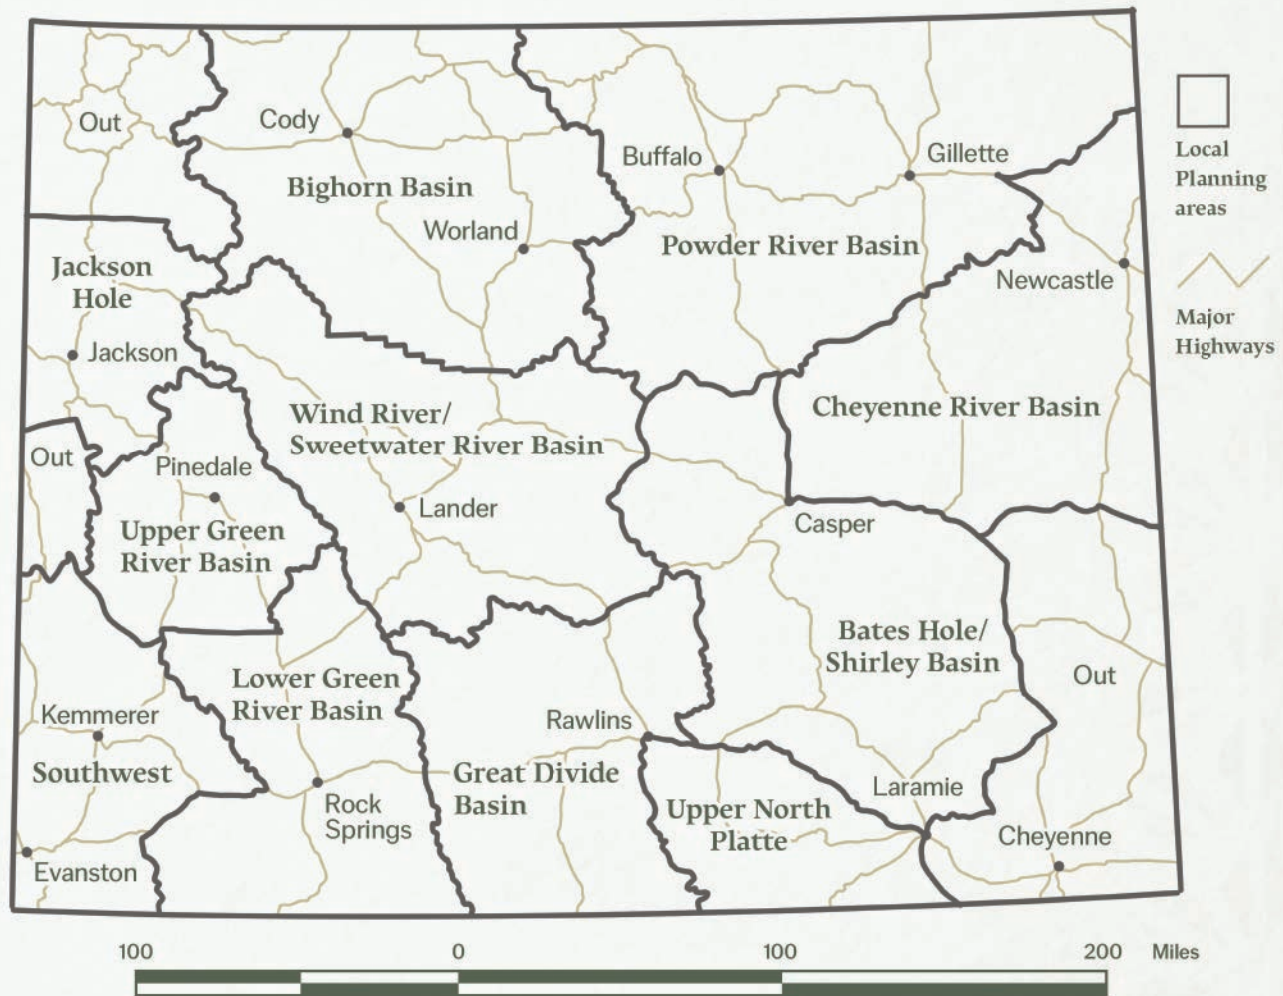 Out
Cody
Bighorn Basin
Worland
Buffalo
Gillette
Powder River Basin
Newcastle
Local
Planning
areas
Major
Highways
Jackson
Hole
Jackson
Out
Wind River/
Sweetwater River Basin
Lander
Cheyenne River Basin
Casper
Pinedale
Upper Green
River Basin
Bates Hole/
Shirley Basin
Out
Lower Green
River Basin
Kemmerer
Southwest
Evanston
Rock
Springs
Rawlins
Great Divide
Basin
Upper North
Platte
Laramie
Cheyenne
100 0 100 200 Miles